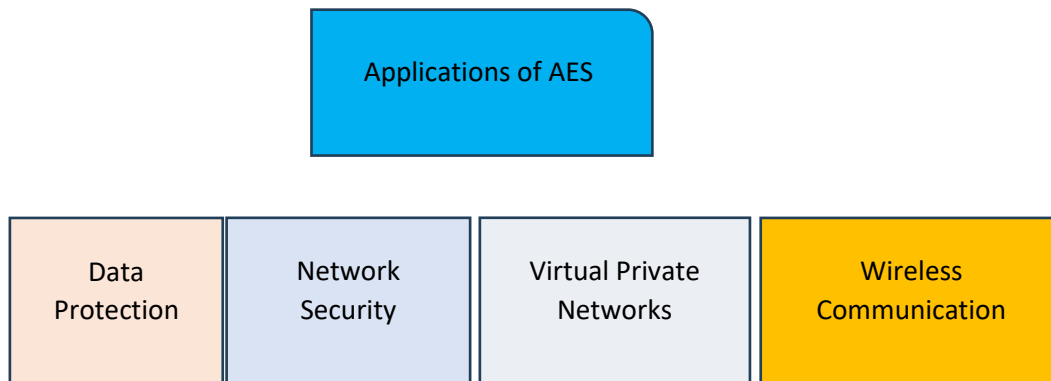 Applications of AES
Data
Protection
Network
Security
Virtual Private
Networks
Wireless
Communication